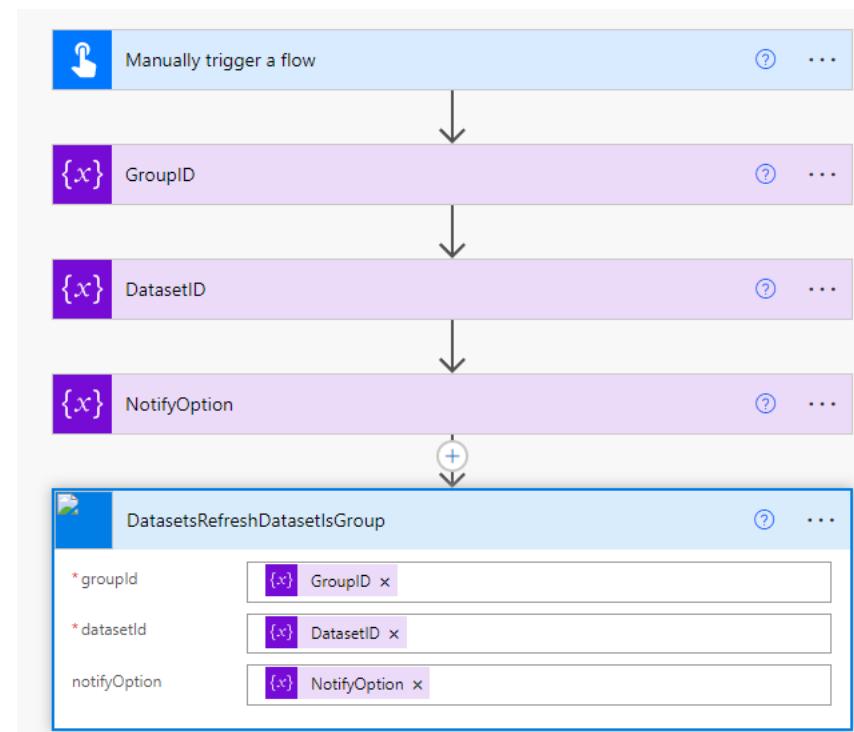 Manually trigger a flow
{x} GroupID
{x} DatasetID
{x} NotifyOption
DatasetsRefreshDatasetIsGroup
* groupId {x} GroupID ×
* datasetId {x} DatasetID ×
notifyOption {x} NotifyOption ×